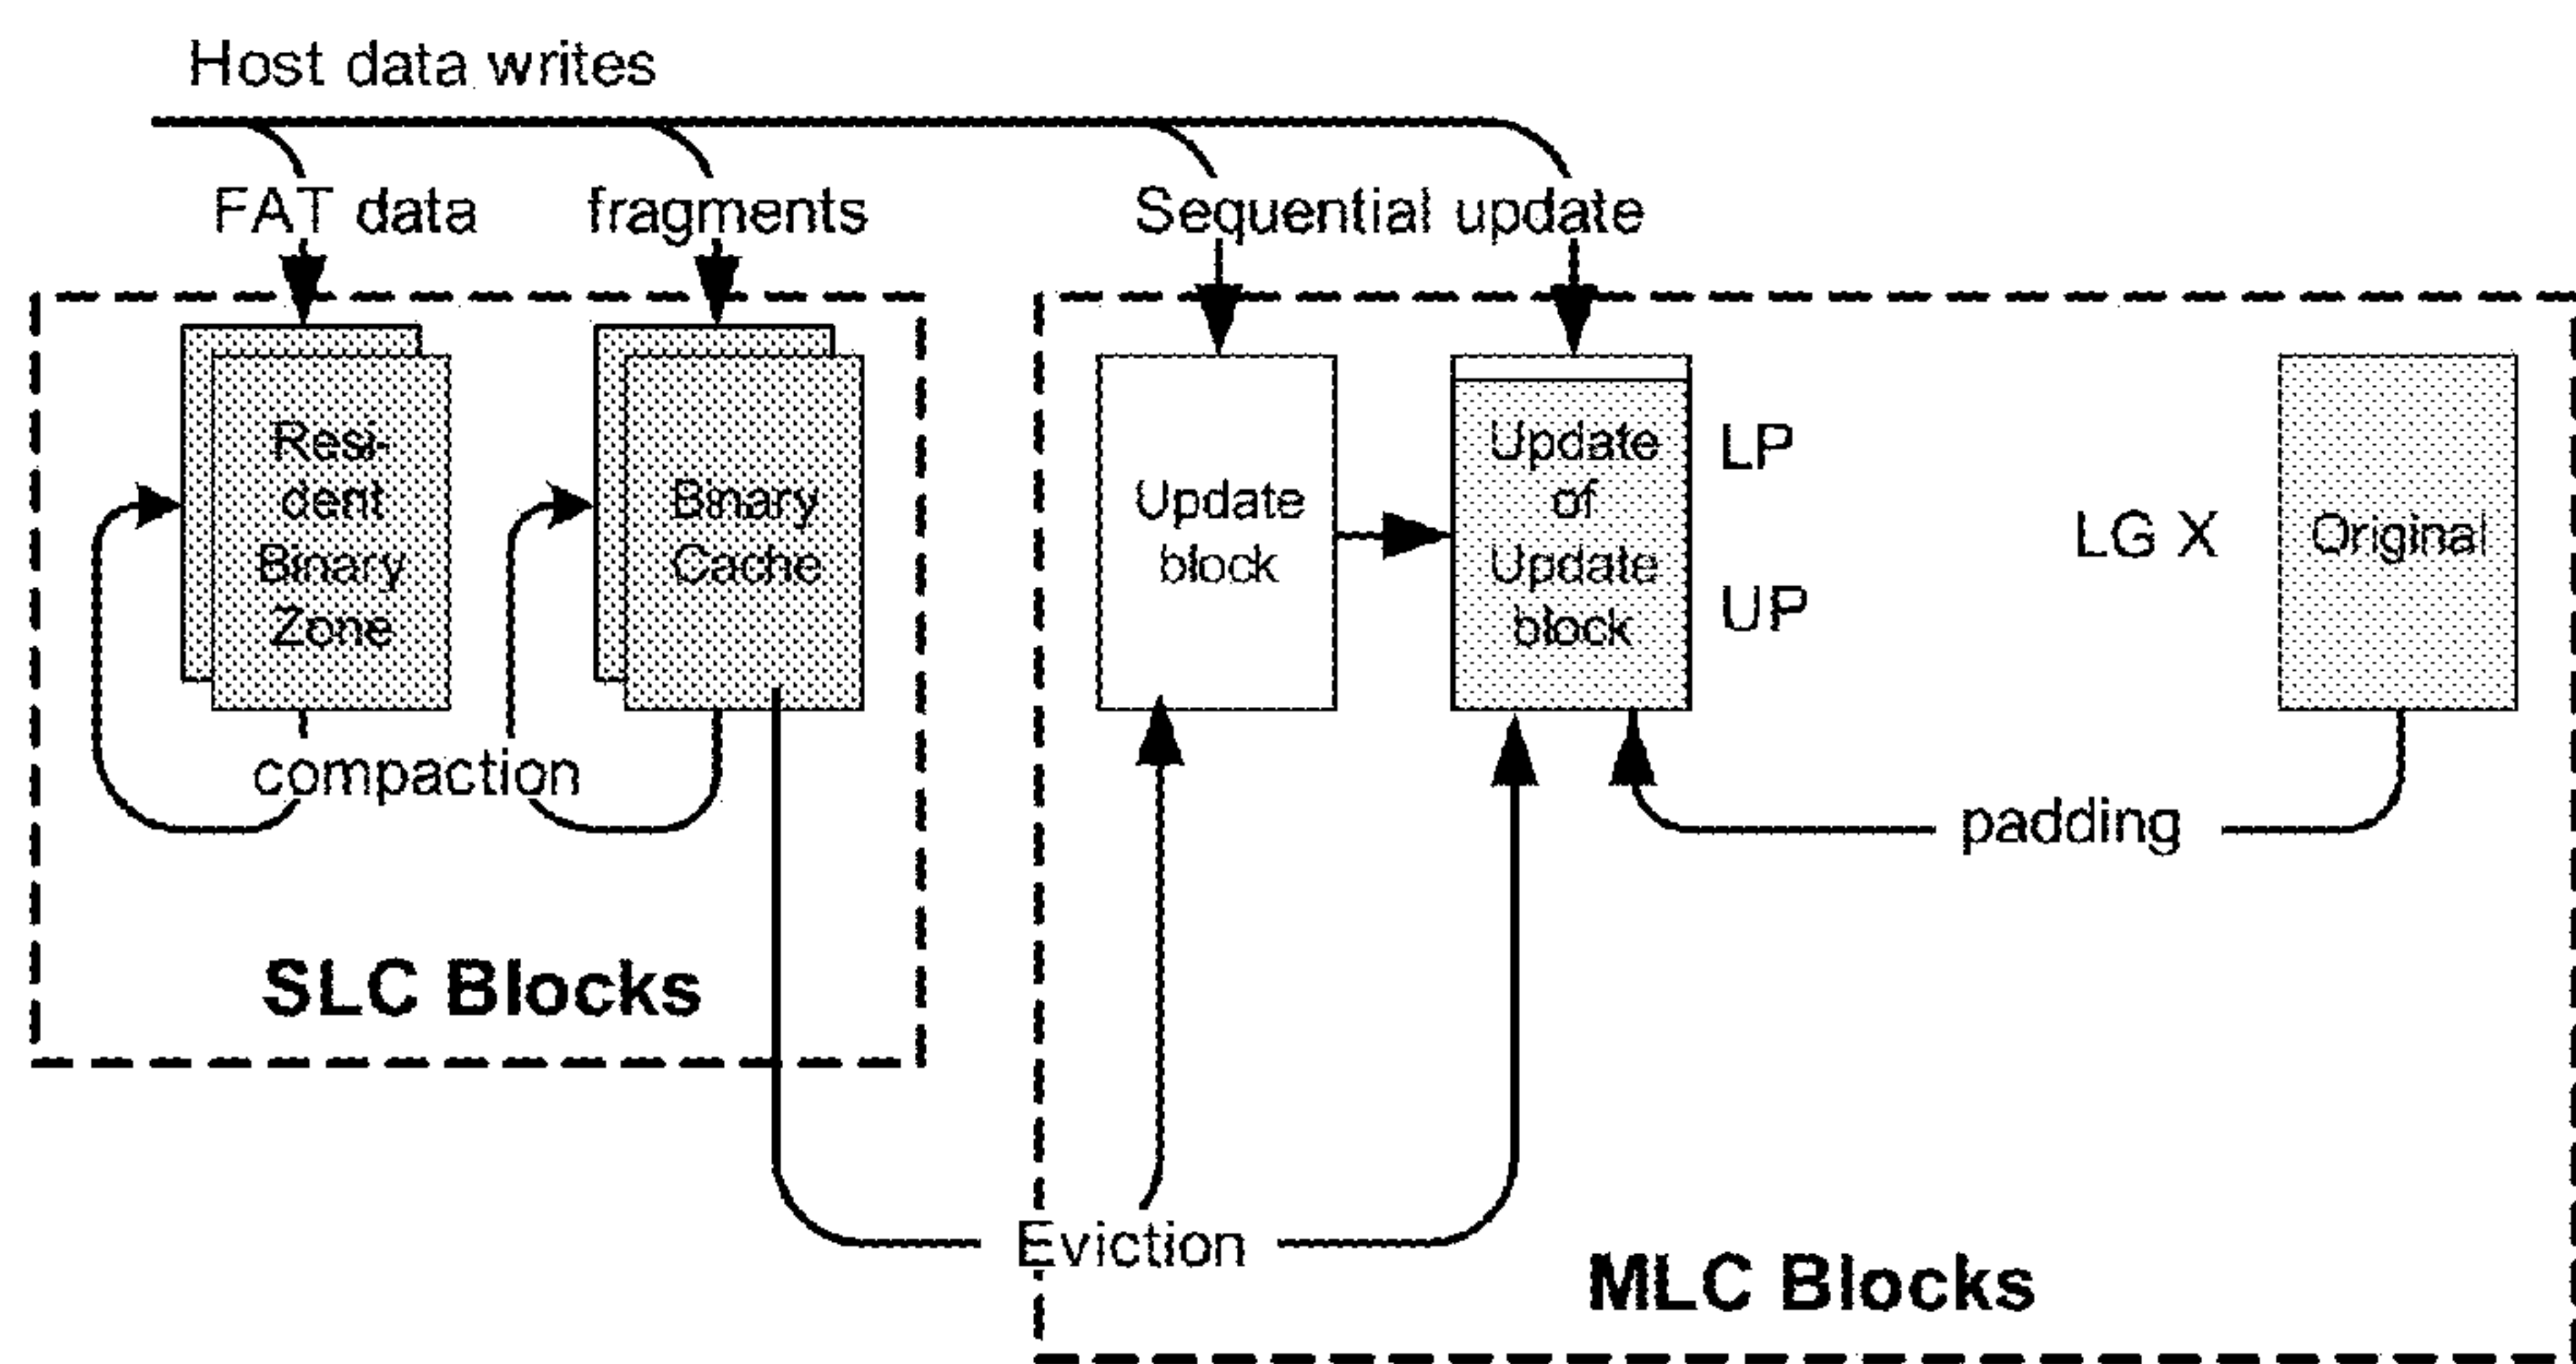 Host data writes
FAT data
fragments
Sequential update
Resi-
dent
Binary
Zone
Binary
Cache
Update
block
Update
of
Update
block
LP
UP
LG X
Original
compaction
padding
SLC Blocks
Eviction
MLC Blocks